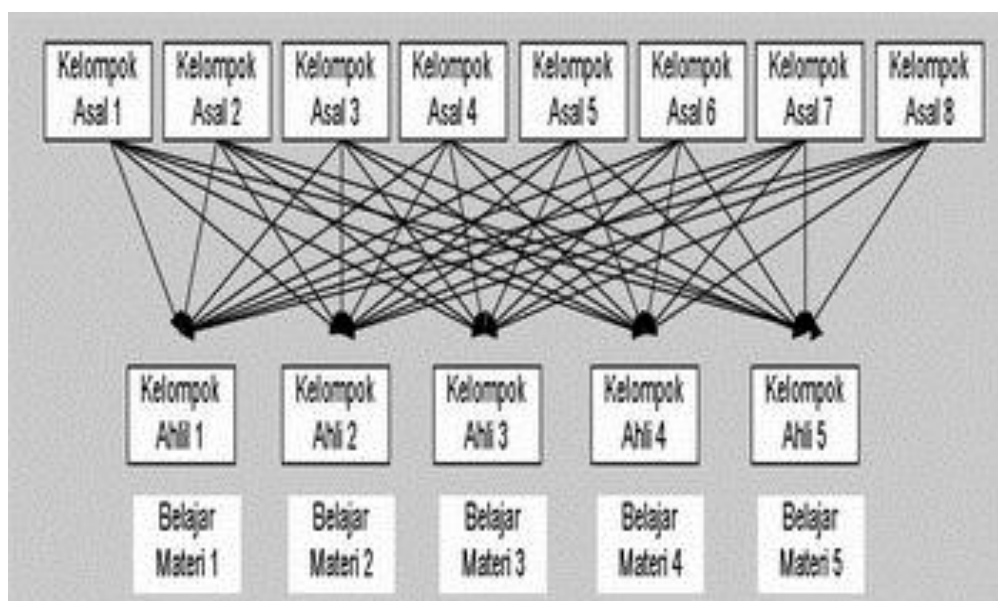 Kelompok
Asal 1
Kelompok
Asal 2
Kelompok
Asal 3
Kelompok
Asal 4
Kelompok
Asal 5
Kelompok
Asal 6
Kelompok
Asal 7
Kelompok
Asal 8
Kelompok
Ahlil 1
Kelompok
Ahli 2
Kelompok
Ahli 3
Kelompok
Ahli 4
Kelompok
Ahli 5
Belajar
Materi 1
Belajar
Materi 2
Belajar
Materi 3
Belajar
Materi 4
Belajar
Materi 5